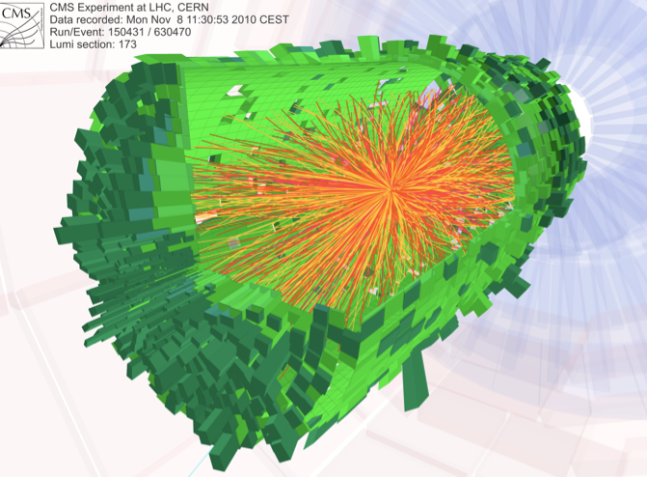 CMS
CMS Experiment at LHC, CERN
Data recorded: Mon Nov 8 11:30:53 2010 CEST
Run/Event: 150431 / 630470
Lumi section: 173